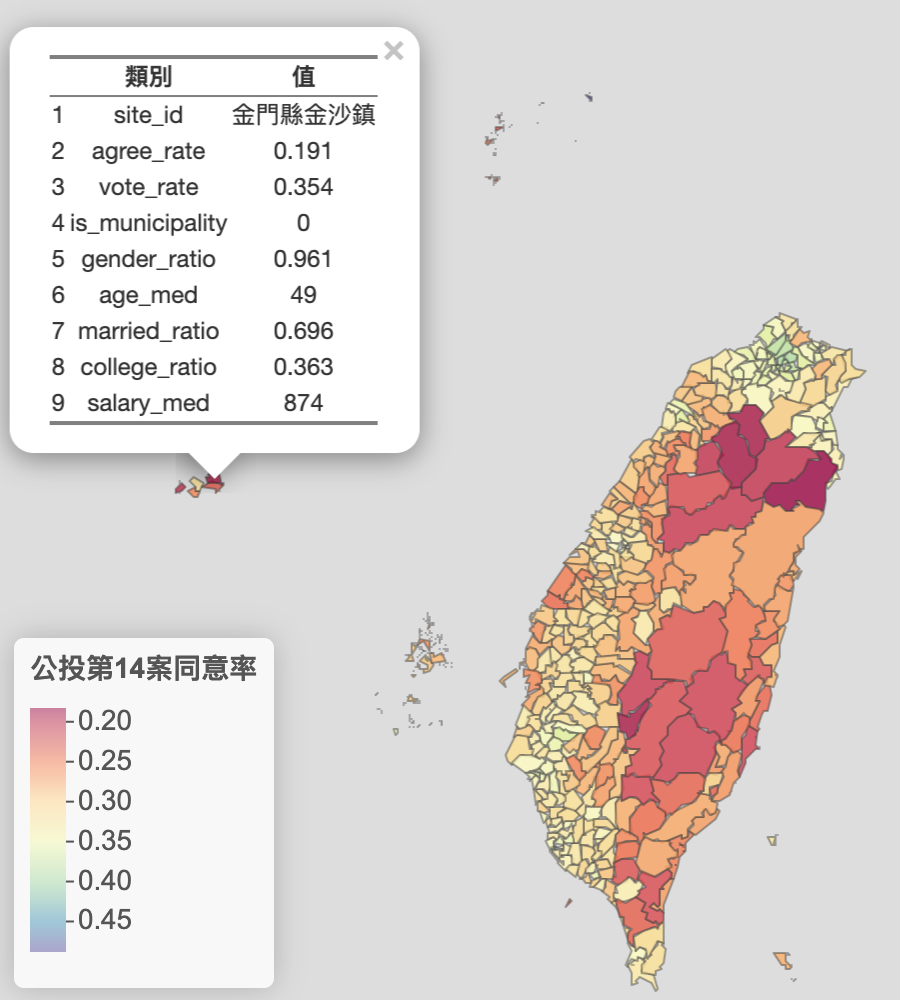 ×
類別 值
1 site_id 金門縣金沙鎮
2 agree_rate 0.191
3 vote_rate 0.354
4 is_municipality 0
5 gender_ratio 0.961
6 age_med 49
7 married_ratio 0.696
8 college_ratio 0.363
9 salary_med 874
公投第14案同意率
0.20
0.25
0.30
0.35
0.40
0.45